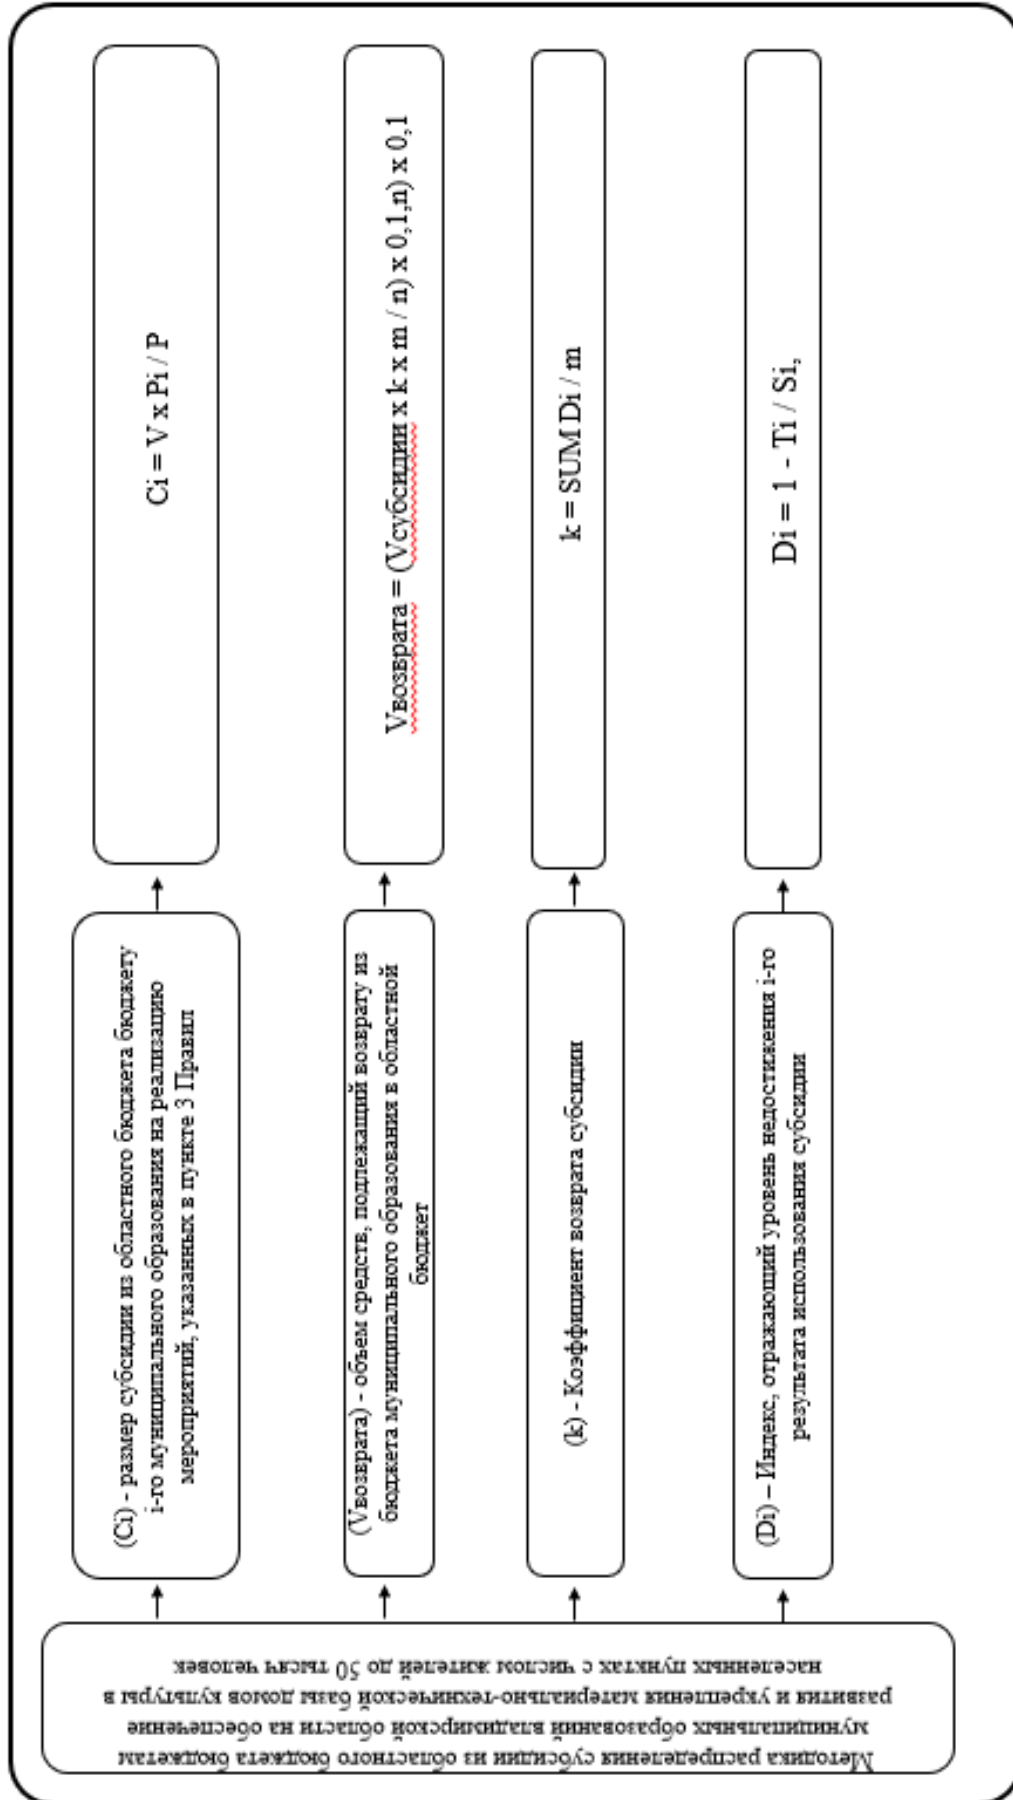 Методика распределения субсидии из областного бюджета бюджетам
муниципальных образований владимирской области на обеспечение
развития и укрепления материально-технической базы домов культуры в
населенных пунктах с числом жителей до 50 тысяч человек
(Ci) - размер субсидии из областного бюджета бюджету
i-го муниципального образования на реализацию
мероприятий, указанных в пункте 3 Правил
Ci = V x Pi / P
(Vвозврата) - объем средств, подлежащий возврату из
бюджета муниципального образования в областной
бюджет
Vвозврата = (Vсубсидии x k x m / n) x 0,1,n) x 0,1
(k) - Коэффициент возврата субсидии
k = SUM Di / m
(Di) – Индекс, отражающий уровень недостижения i-го
результата использования субсидии
Di = 1 - Ti / Si,